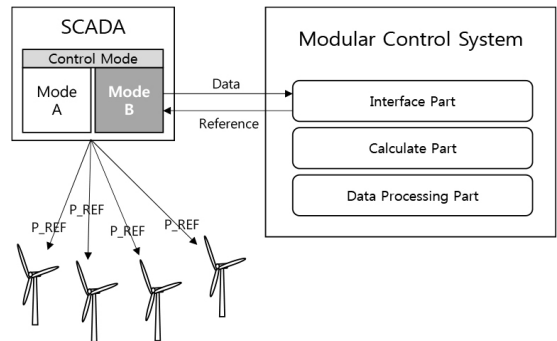 SCADA
Control Mode
Mode
A
Mode
B
Data
Reference
Modular Control System
Interface Part
Calculate Part
Data Processing Part
P_REF
P_REF
P_REF
P_REF